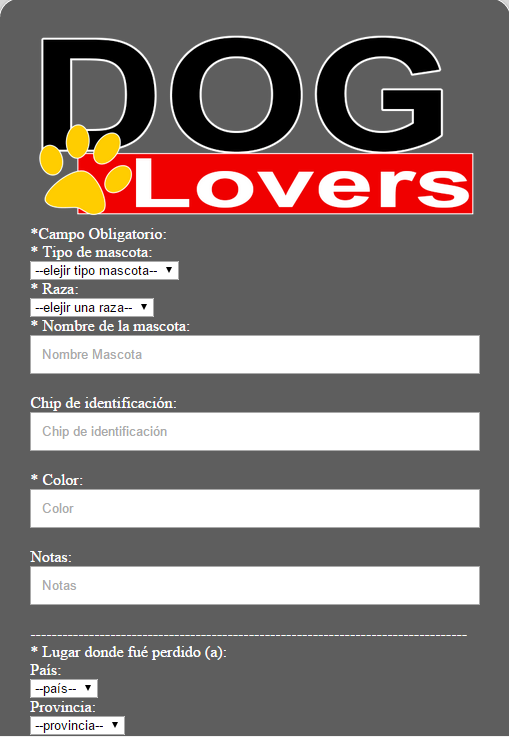 DOG
Lovers
*Campo Obligatorio:
* Tipo de mascota:
--elejir tipo mascota--
* Raza:
--elejir una raza--
* Nombre de la mascota:
Nombre Mascota
Chip de identificación:
Chip de identificación
* Color:
Color
Notas:
Notas
--------------------------------------------------------------------------------------
* Lugar donde fué perdido (a):
País:
--país--
Provincia:
--provincia--